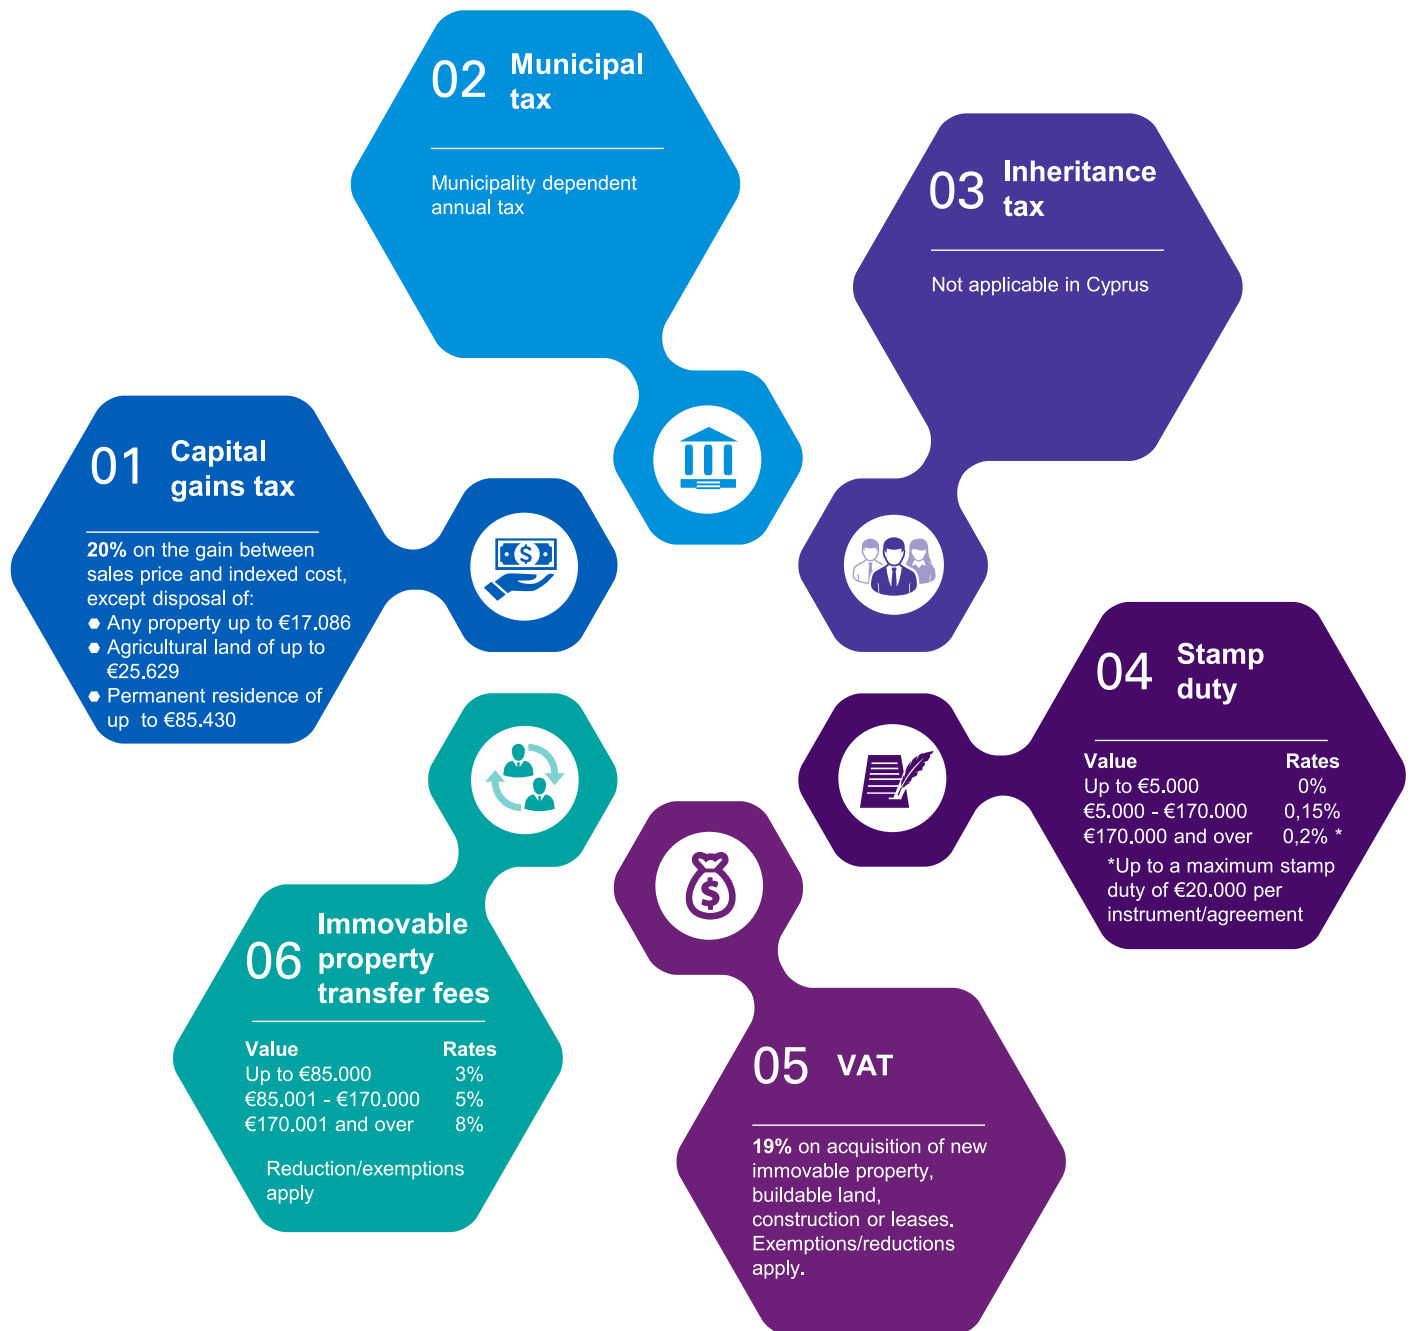 01
Capital
gains tax
20% on the gain between
sales price and indexed cost,
except disposal of:
Any property up to €17.086
Agricultural land of up to
€25.629
Permanent residence of
up to €85.430
02
Municipal
tax
Municipality dependent
annual tax
03
Inheritance
tax
Not applicable in Cyprus
04
Stamp
duty
Value Rates
Up to €5.000 0%
€5.000 - €170.000 0,15%
€170.000 and over 0,2% *
*Up to a maximum stamp
duty of €20.000 per
instrument/agreement
05
VAT
19% on acquisition of new
immovable property,
buildable land,
construction or leases.
Exemptions/reductions
apply.
06
Immovable
property
transfer fees
Value Rates
Up to €85.000 3%
€85.001 - €170.000 5%
€170.001 and over 8%
Reduction/exemptions
apply